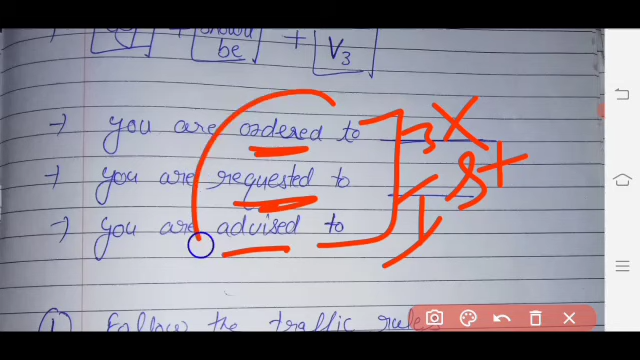 → + should be + V3
→ you are ordered to
→ you are requested to
→ you are advised to
① Follow the traffic rules